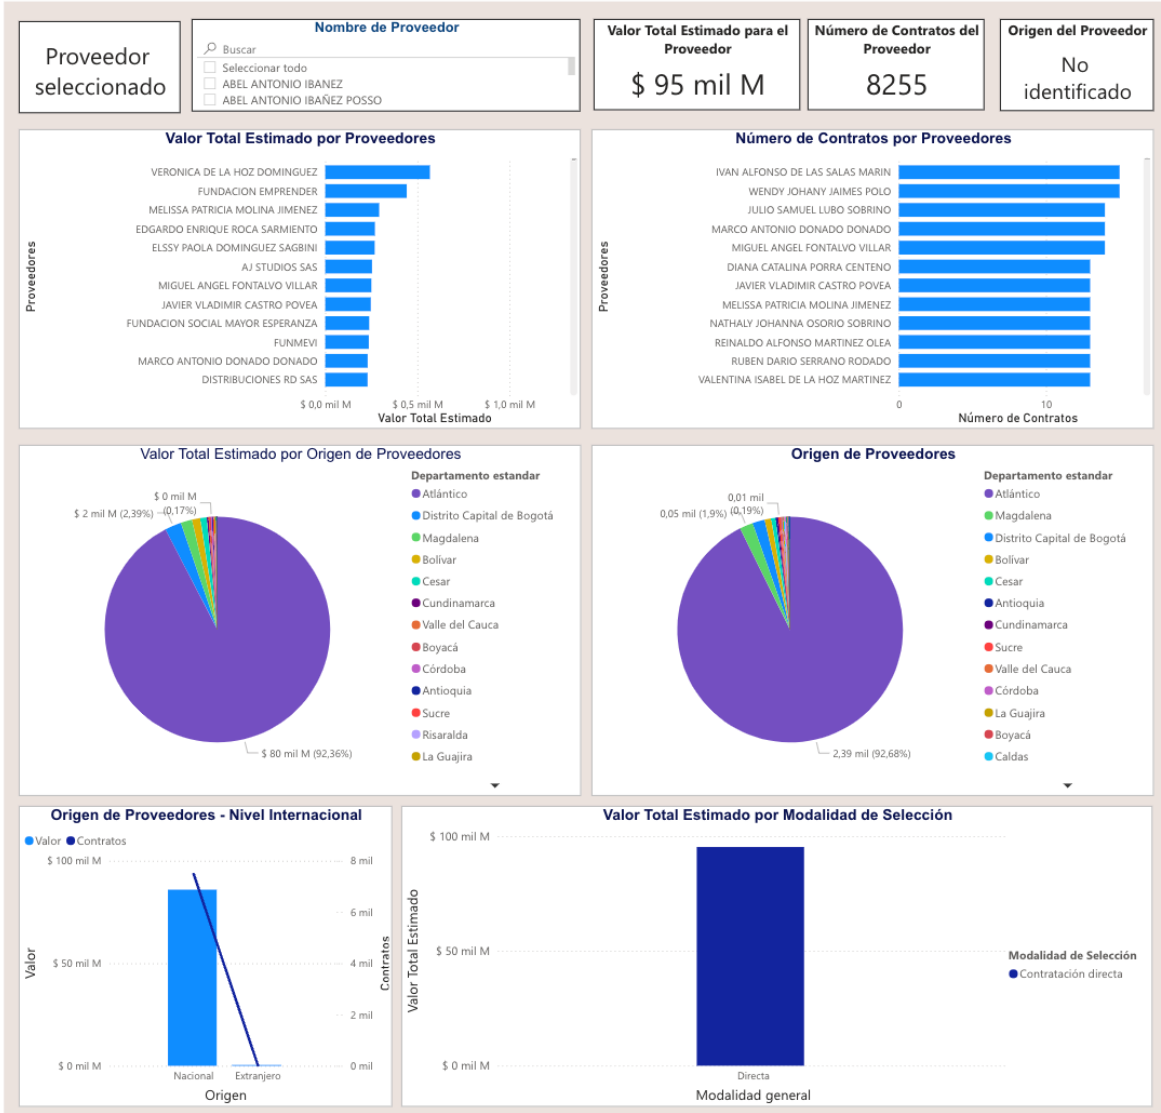 Proveedor
seleccionado
Nombre de Proveedor
Buscar
Seleccionar todo
ABEL ANTONIO IBANEZ
ABEL ANTONIO IBAÑEZ POSSO
Valor Total Estimado para el
Proveedor
$ 95 mil M
Número de Contratos del
Proveedor
8255
Origen del Proveedor
No
identificado
Valor Total Estimado por Proveedores
Proveedores
VERONICA DE LA HOZ DOMINGUEZ
FUNDACION EMPRENDER
MELISSA PATRICIA MOLINA JIMENEZ
EDGARDO ENRIQUE ROCA SARMIENTO
ELSSY PAOLA DOMINGUEZ SAGBINI
AJ STUDIOS SAS
MIGUEL ANGEL FONTALVO VILLAR
JAVIER VLADIMIR CASTRO POVEA
FUNDACION SOCIAL MAYOR ESPERANZA
FUNMEVI
MARCO ANTONIO DONADO DONADO
DISTRIBUCIONES RD SAS
$ 0,0 mil M $ 0,5 mil M $ 1,0 mil M
Valor Total Estimado
Número de Contratos por Proveedores
Proveedores
IVAN ALFONSO DE LAS SALAS MARIN
WENDY JOHANY JAIMES POLO
JULIO SAMUEL LUBO SOBRINO
MARCO ANTONIO DONADO DONADO
MIGUEL ANGEL FONTALVO VILLAR
DIANA CATALINA PORRA CENTENO
JAVIER VLADIMIR CASTRO POVEA
MELISSA PATRICIA MOLINA JIMENEZ
NATHALY JOHANNA OSORIO SOBRINO
REINALDO ALFONSO MARTINEZ OLEA
RUBEN DARIO SERRANO RODADO
VALENTINA ISABEL DE LA HOZ MARTINEZ
0 10
Número de Contratos
Valor Total Estimado por Origen de Proveedores
$ 0 mil M
(0,17%)
$ 2 mil M (2,39%)
$ 80 mil M (92,36%)
Departamento estandar
Atlántico
Distrito Capital de Bogotá
Magdalena
Bolívar
Cesar
Cundinamarca
Valle del Cauca
Boyacá
Córdoba
Antioquia
Sucre
Risaralda
La Guajira
Origen de Proveedores
0,01 mil
(0,19%)
0,05 mil (1,9%)
2,39 mil (92,68%)
Departamento estandar
Atlántico
Magdalena
Distrito Capital de Bogotá
Bolívar
Cesar
Antioquia
Cundinamarca
Sucre
Valle del Cauca
Córdoba
La Guajira
Boyacá
Caldas
Origen de Proveedores - Nivel Internacional
Valor Contratos
$ 100 mil M
$ 50 mil M
$ 0 mil M
Valor
8 mil
6 mil
4 mil
2 mil
0 mil
Contratos
Nacional Extranjero
Origen
Valor Total Estimado por Modalidad de Selección
$ 100 mil M
$ 50 mil M
$ 0 mil M
Valor Total Estimado
Directa
Modalidad general
Modalidad de Selección
Contratación directa